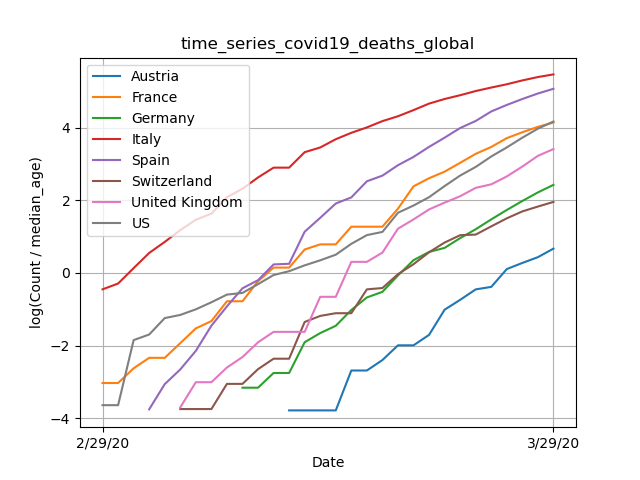 time_series_covid19_deaths_global
Austria
France
Germany
Italy
Spain
Switzerland
United Kingdom
US
log(Count / median_age)
4
2
0
−2
−4
2/29/20
3/29/20
Date